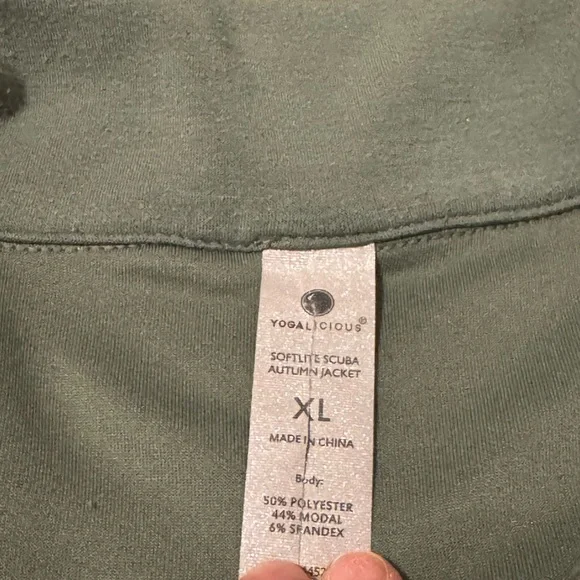 YOGALICIOUS®
SOFTLITE SCUBA
AUTUMN JACKET
XL
MADE IN CHINA
Body:
50% POLYESTER
44% MODAL
6% SPANDEX